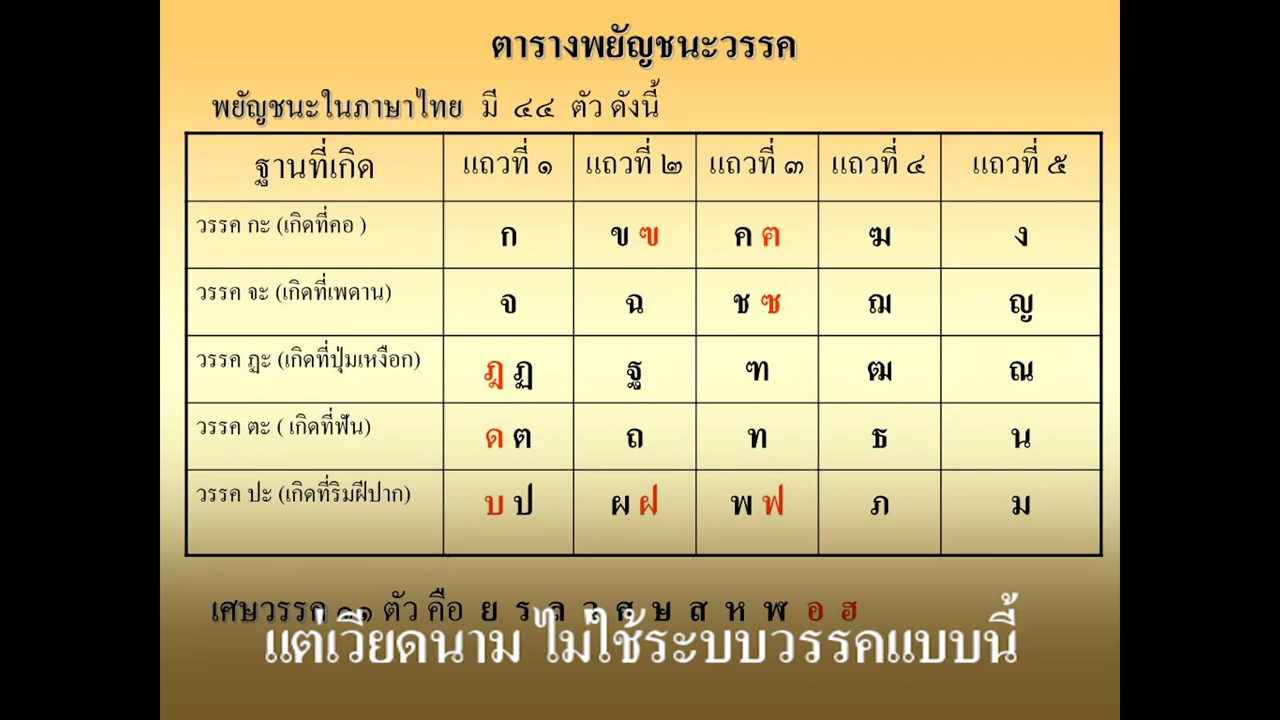 ตารางพยัญชนะวรรค
พยัญชนะในภาษาไทย มี ๔๔ ตัว ดังนี้
ฐานที่เกิด แถวที่ ๑ แถวที่ ๒ แถวที่ ๓ แถวที่ ๔ แถวที่ ๕
วรรค กะ (เกิดที่คอ ) ก ข ฃ ค ฅ ฆ ง
วรรค จะ (เกิดที่เพดาน) จ ฉ ช ซ ฌ ญ
วรรค ฏะ (เกิดที่ปุ่มเหงือก) ฎ ฏ ฐ ฑ ฒ ณ
วรรค ตะ ( เกิดที่ฟัน) ด ต ถ ท ธ น
วรรค ปะ (เกิดที่ริมฝีปาก) บ ป ผ ฝ พ ฟ ภ ม
เศษวรรค ๑๑ ตัว คือ ย ร ล ว ศ ษ ส ห ฬ อ ฮ
แต่เวียดนาม ไม่ใช้ระบบวรรคแบบนี้